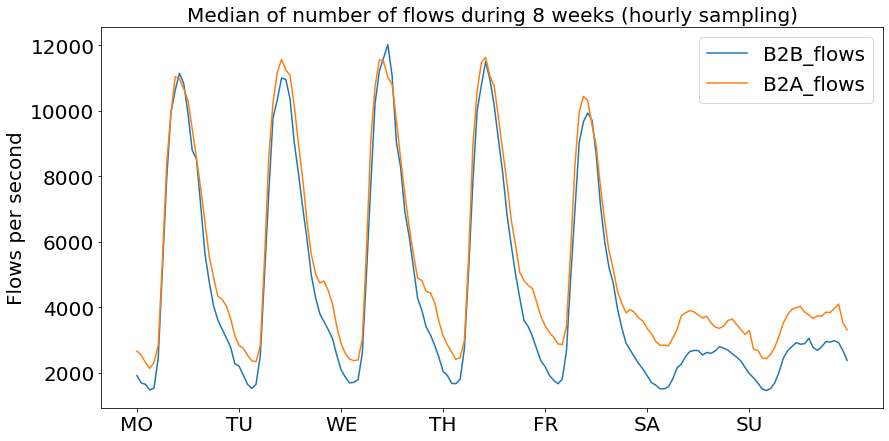 Median of number of flows during 8 weeks (hourly sampling)
B2B_flows
B2A_flows
Flows per second
12000
10000
8000
6000
4000
2000
MO TU WE TH FR SA SU